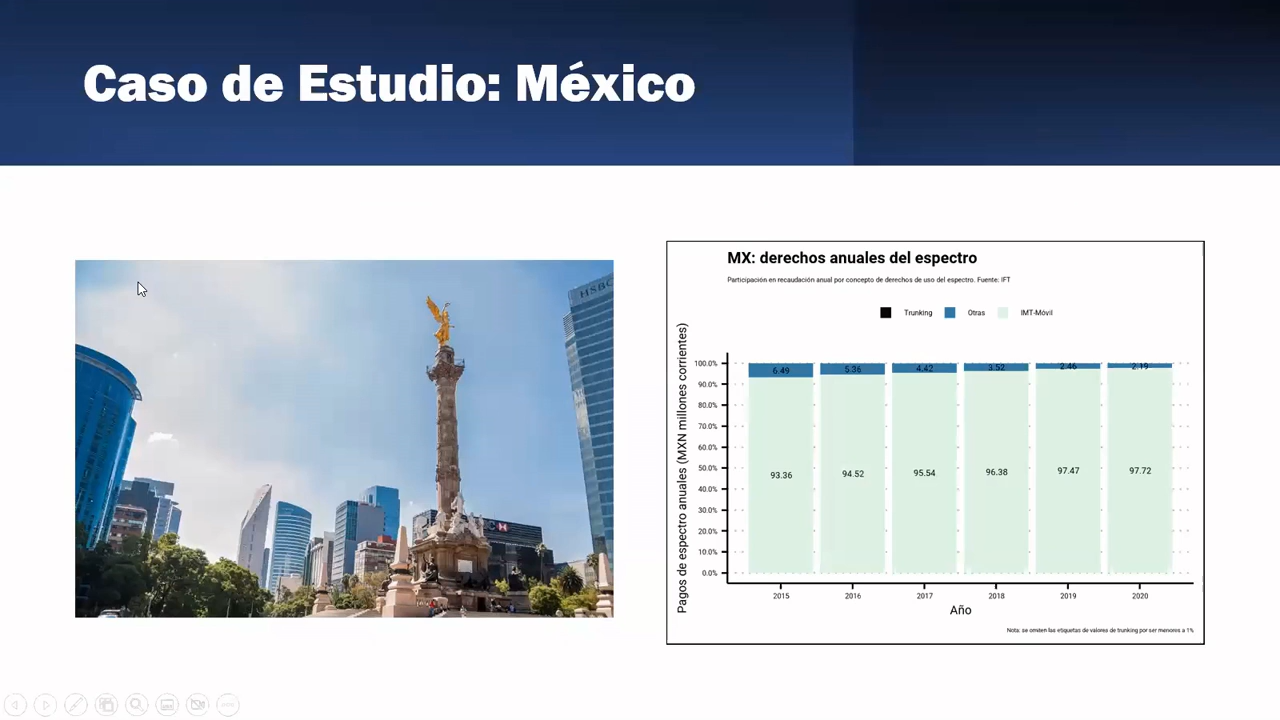 Caso de Estudio: México
HSBC
MX: derechos anuales del espectro
Participación en recaudación anual por concepto de derechos de uso del espectro. Fuente: IFT
Trunking Otras IMT-Móvil
Pagos de espectro anuales (MXN millones corrientes)
100.0%
90.0%
80.0%
70.0%
60.0%
50.0%
40.0%
30.0%
20.0%
10.0%
0.0%
6.49 5.36 4.42 3.52 2.46 2.19
93.36 94.52 95.54 96.38 97.47 97.72
2015 2016 2017 2018 2019 2020
Año
Nota: se omiten las etiquetas de valores de trunking por ser menores a 1%